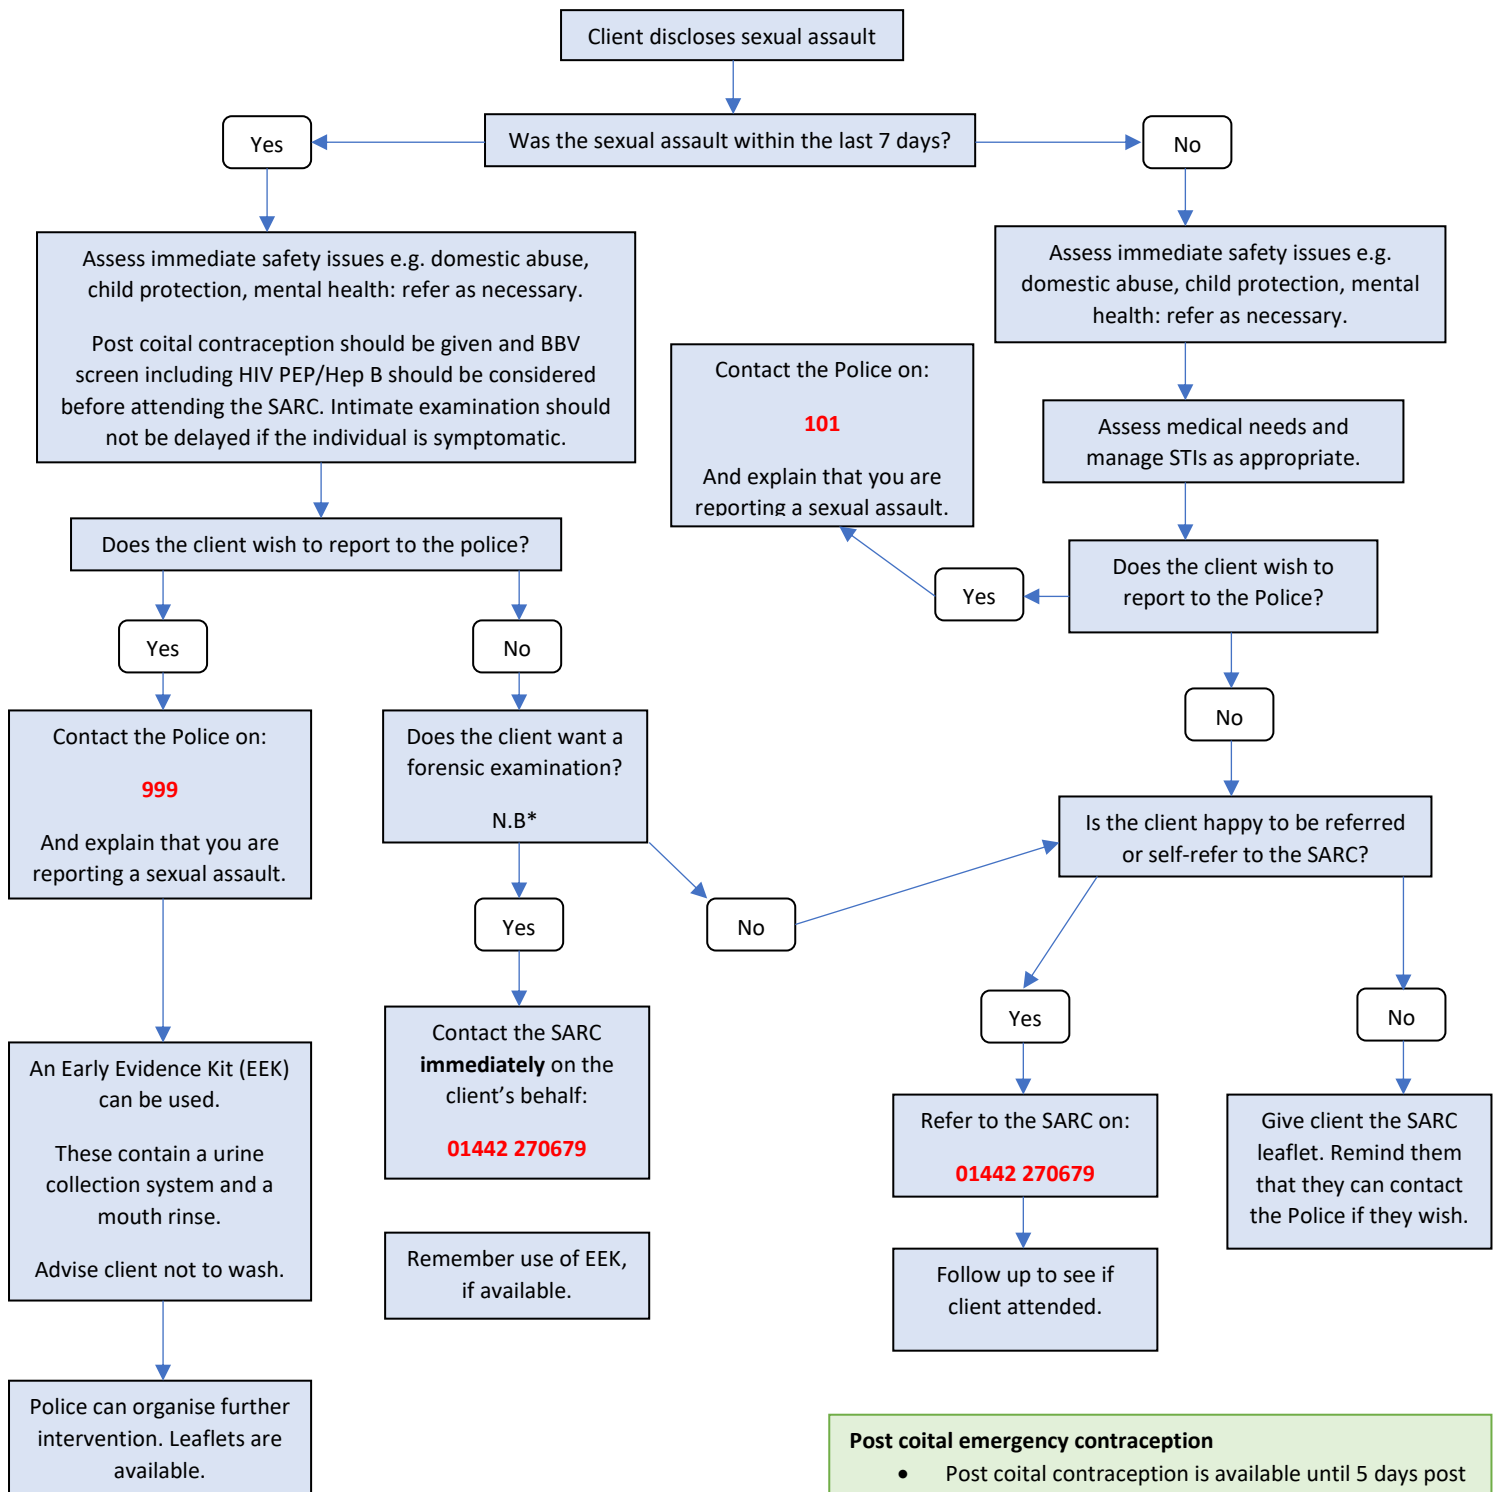 Client discloses sexual assault
Was the sexual assault within the last 7 days?
Yes
No
Assess immediate safety issues e.g. domestic abuse,
child protection, mental health: refer as necessary.
Post coital contraception should be given and BBV
screen including HIV PEP/Hep B should be considered
before attending the SARC. Intimate examination should
not be delayed if the individual is symptomatic.
Assess immediate safety issues e.g.
domestic abuse, child protection, mental
health: refer as necessary.
Contact the Police on:
101
And explain that you are
reporting a sexual assault.
Assess medical needs and
manage STIs as appropriate.
Does the client wish to report to the police?
Does the client wish to
report to the Police?
Yes
Yes
No
No
Contact the Police on:
999
And explain that you are
reporting a sexual assault.
Does the client want a
forensic examination?
N.B*
Is the client happy to be referred
or self-refer to the SARC?
Yes
No
Yes
No
An Early Evidence Kit (EEK)
can be used.
These contain a urine
collection system and a
mouth rinse.
Advise client not to wash.
Contact the SARC
immediately on the
client's behalf:
01442 270679
Remember use of EEK,
if available.
Refer to the SARC on:
01442 270679
Follow up to see if
client attended.
Give client the SARC
leaflet. Remind them
that they can contact
the Police if they wish.
Police can organise further
intervention. Leaflets are
available.
Post coital emergency contraception
• Post coital contraception is available until 5 days post